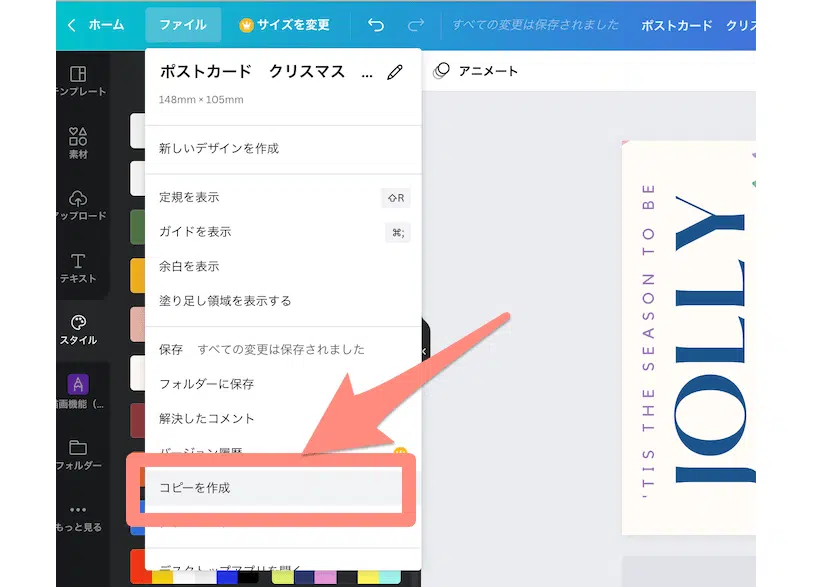 ホーム
ファイル
サイズを変更
すべての変更は保存されました
ポストカード クリス
テンプレート
素材
アップロード
テキスト
スタイル
描画機能（...
フォルダー
もっと見る
ポストカード クリスマス ...
148mm × 105mm
新しいデザインを作成
定規を表示 ⇧R
ガイドを表示 ⌘;
余白を表示
塗り足し領域を表示する
保存 すべての変更は保存されました
フォルダーに保存
解決したコメント
バージョン履歴
コピーを作成
デスクトップアプリを開く
アニメート
'TIS THE SEASON TO BE
JOLLY